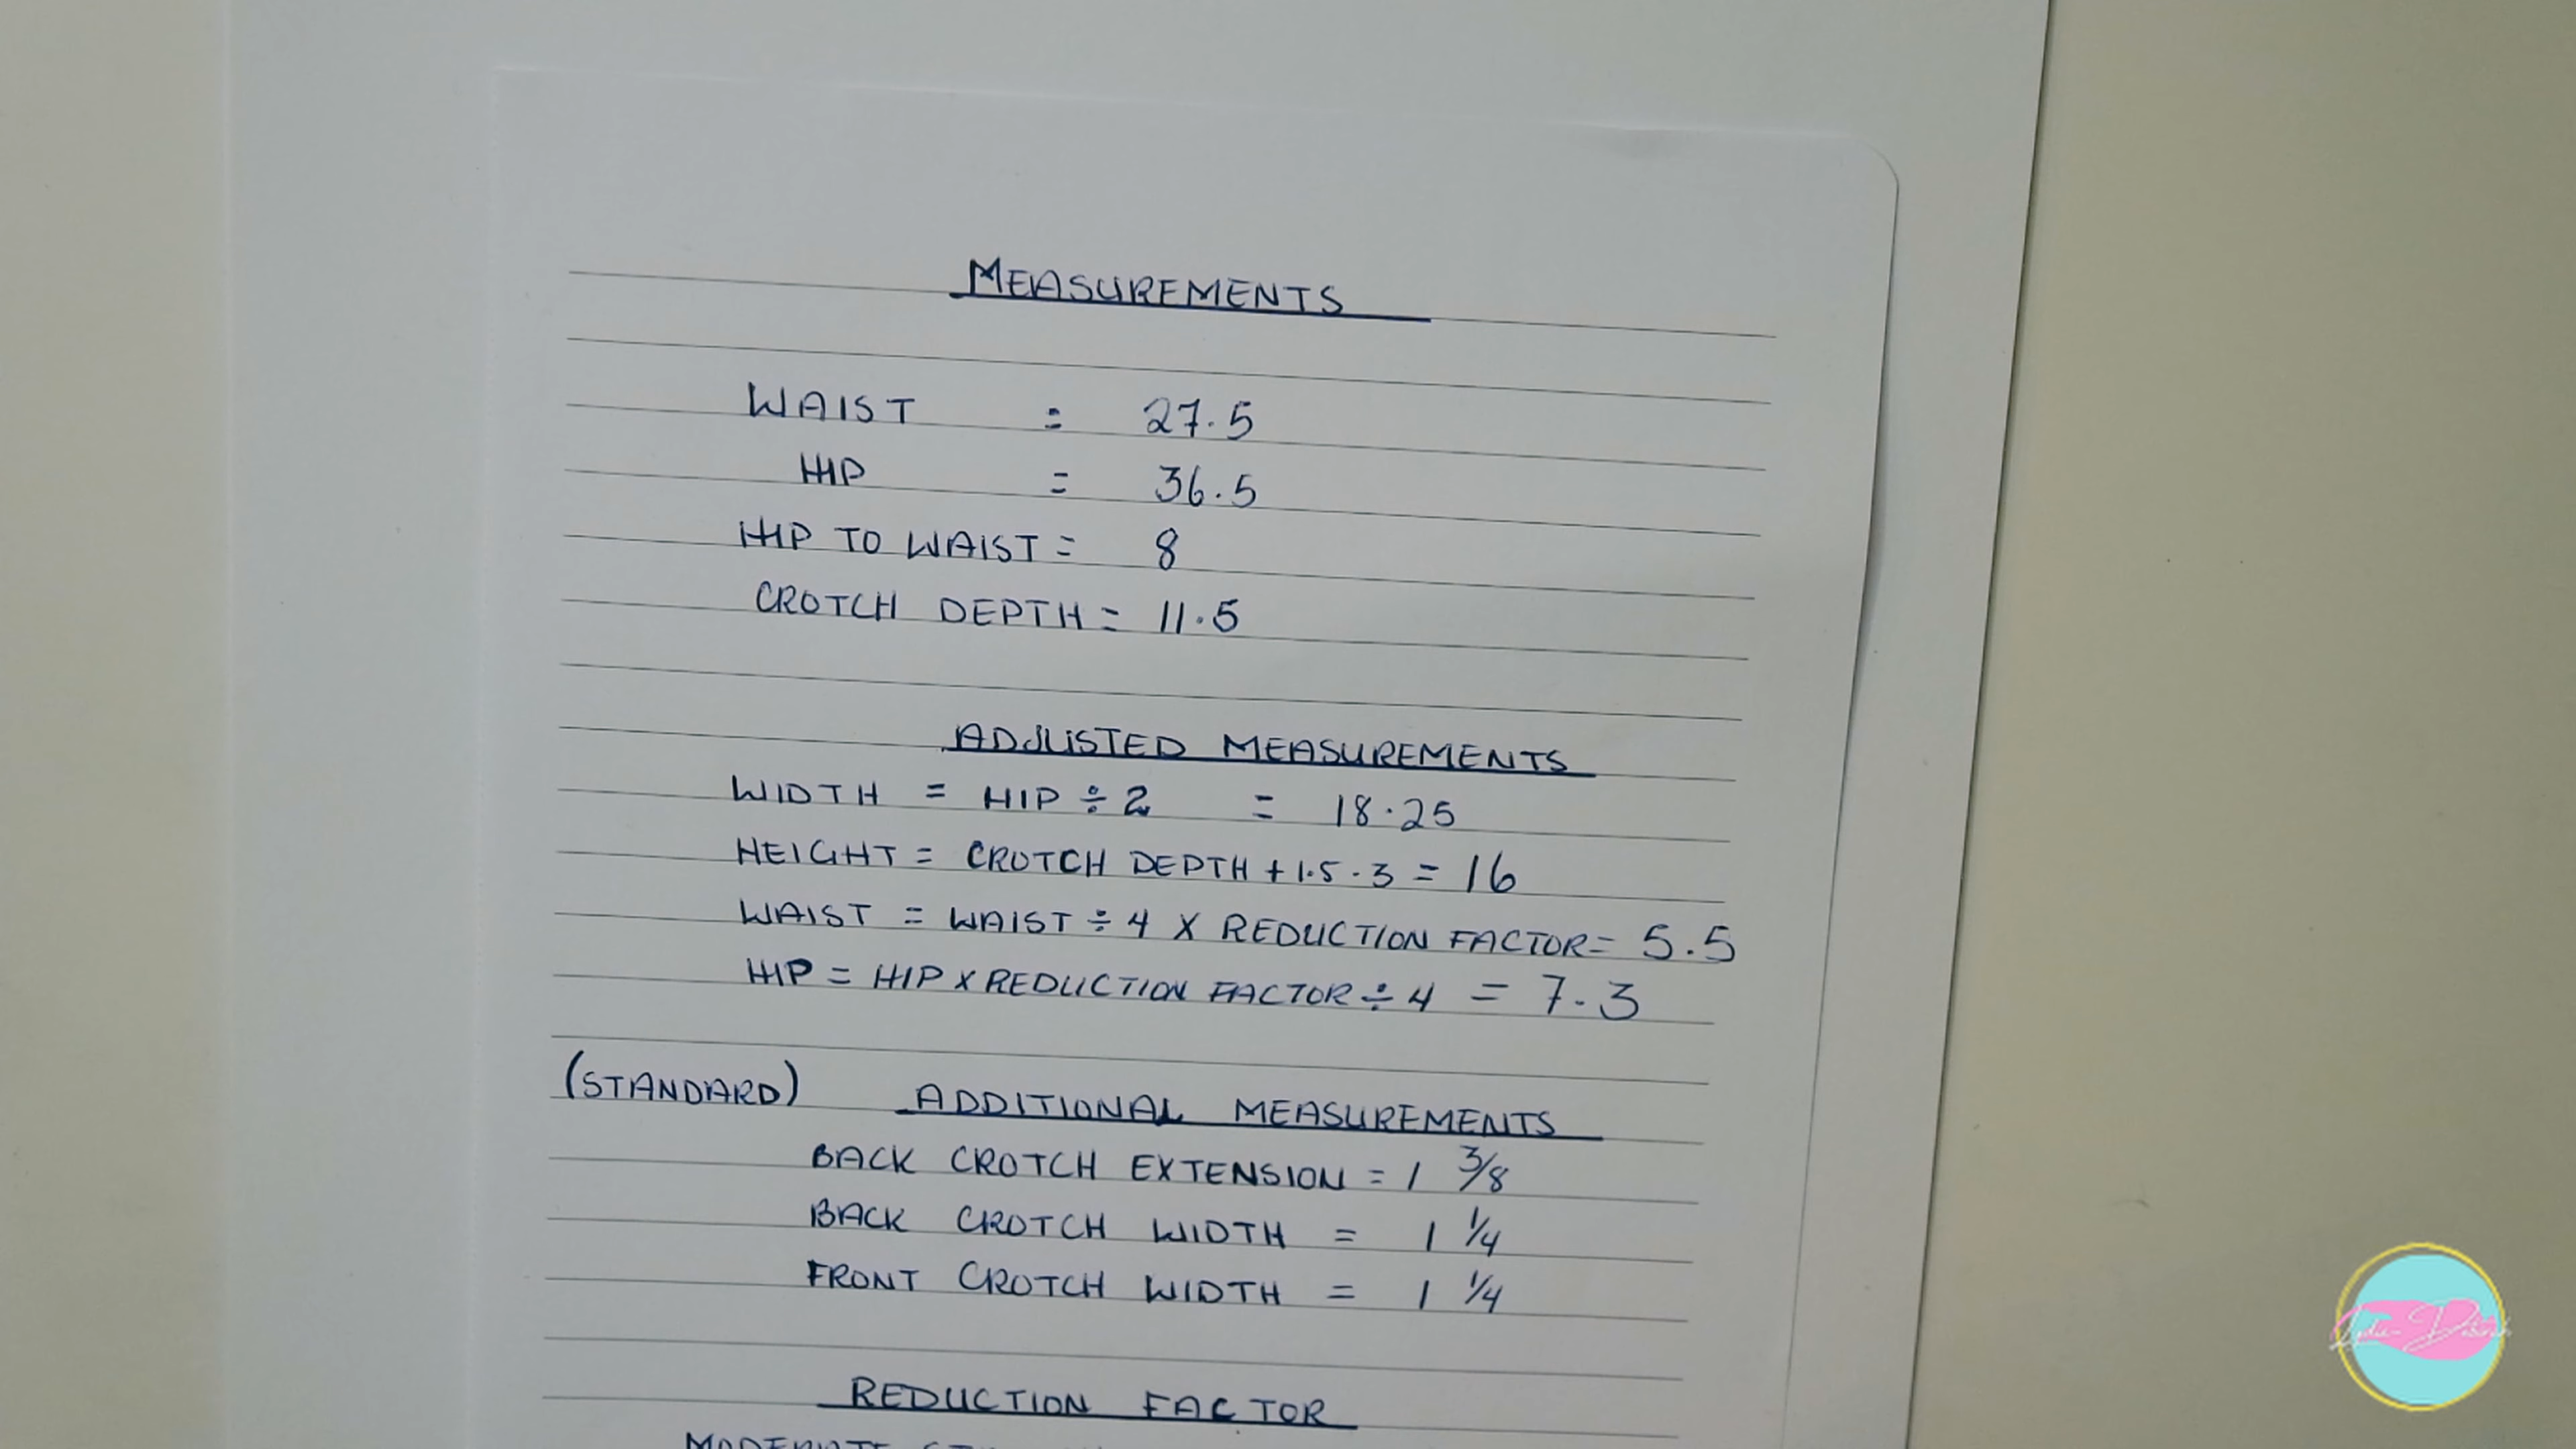 MEASUREMENTS
WAIST = 27.5
HIP = 36.5
HIP TO WAIST = 8
CROTCH DEPTH = 11.5
ADJUSTED MEASUREMENTS
WIDTH = HIP ÷ 2 = 18.25
HEIGHT = CROTCH DEPTH + 1.5 . 3 = 16
WAIST = WAIST ÷ 4 X REDUCTION FACTOR = 5.5
HIP = HIP X REDUCTION FACTOR ÷ 4 = 7.3
(STANDARD) ADDITIONAL MEASUREMENTS
BACK CROTCH EXTENSION = 1 3/8
BACK CROTCH WIDTH = 1 1/4
FRONT CROTCH WIDTH = 1 1/4
REDUCTION FACTOR